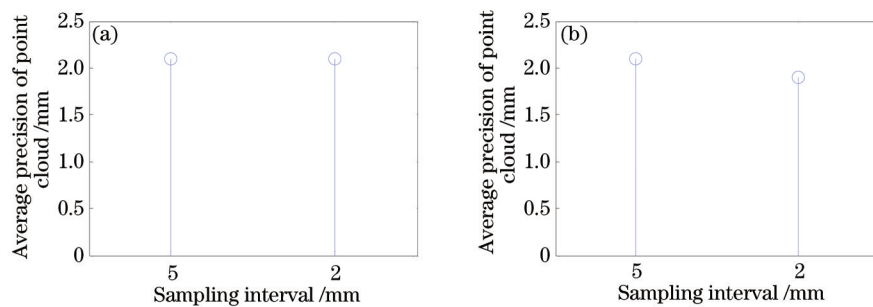 (a)
Average precision of point
cloud /mm
2.5
2.0
1.5
1.0
0.5
0
5
2
Sampling interval /mm
(b)
Average precision of point
cloud /mm
2.5
2.0
1.5
1.0
0.5
0
5
2
Sampling interval /mm